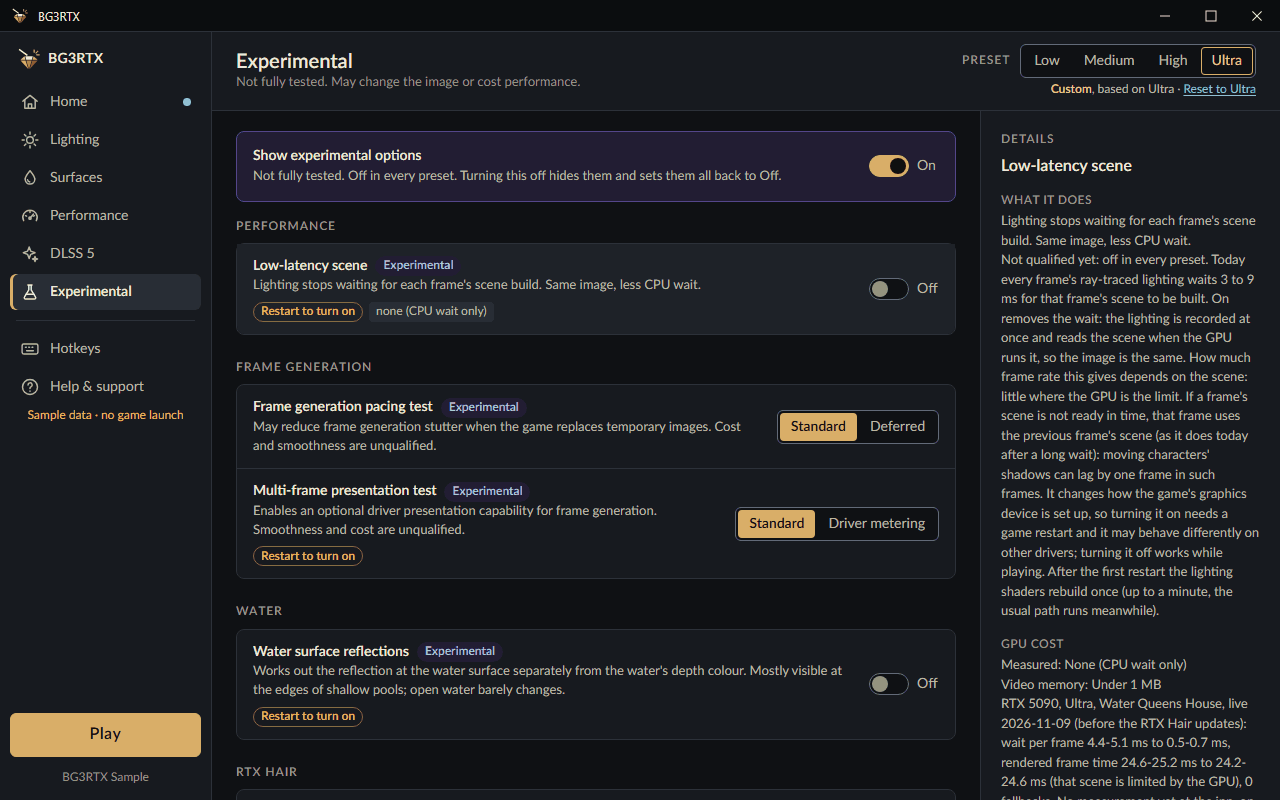 BG3RTX
BG3RTX
Home
Lighting
Surfaces
Performance
DLSS 5
Experimental
Hotkeys
Help & support
Sample data · no game launch
Play
BG3RTX Sample
Experimental
Not fully tested. May change the image or cost performance.
PRESET Low Medium High Ultra
Custom, based on Ultra · Reset to Ultra
Show experimental options
Not fully tested. Off in every preset. Turning this off hides them and sets them all back to Off.
On
PERFORMANCE
Low-latency scene Experimental
Lighting stops waiting for each frame's scene build. Same image, less CPU wait.
Restart to turn on none (CPU wait only)
Off
FRAME GENERATION
Frame generation pacing test Experimental
May reduce frame generation stutter when the game replaces temporary images. Cost
and smoothness are unqualified.
Standard Deferred
Multi-frame presentation test Experimental
Enables an optional driver presentation capability for frame generation.
Smoothness and cost are unqualified.
Restart to turn on
Standard Driver metering
WATER
Water surface reflections Experimental
Works out the reflection at the water surface separately from the water's depth colour. Mostly visible at
the edges of shallow pools; open water barely changes.
Restart to turn on
Off
RTX HAIR
DETAILS
Low-latency scene
WHAT IT DOES
Lighting stops waiting for each frame's scene
build. Same image, less CPU wait.
Not qualified yet: off in every preset. Today
every frame's ray-traced lighting waits 3 to 9
ms for that frame's scene to be built. On
removes the wait: the lighting is recorded at
once and reads the scene when the GPU
runs it, so the image is the same. How much
frame rate this gives depends on the scene:
little where the GPU is the limit. If a frame's
scene is not ready in time, that frame uses
the previous frame's scene (as it does today
after a long wait): moving characters'
shadows can lag by one frame in such
frames. It changes how the game's graphics
device is set up, so turning it on needs a
game restart and it may behave differently on
other drivers; turning it off works while
playing. After the first restart the lighting
shaders rebuild once (up to a minute, the
usual path runs meanwhile).
GPU COST
Measured: None (CPU wait only)
Video memory: Under 1 MB
RTX 5090, Ultra, Water Queens House, live
2026-11-09 (before the RTX Hair updates):
wait per frame 4.4-5.1 ms to 0.5-0.7 ms,
rendered frame time 24.6-25.2 ms to 24.2-
24.6 ms (that scene is limited by the GPU), 0